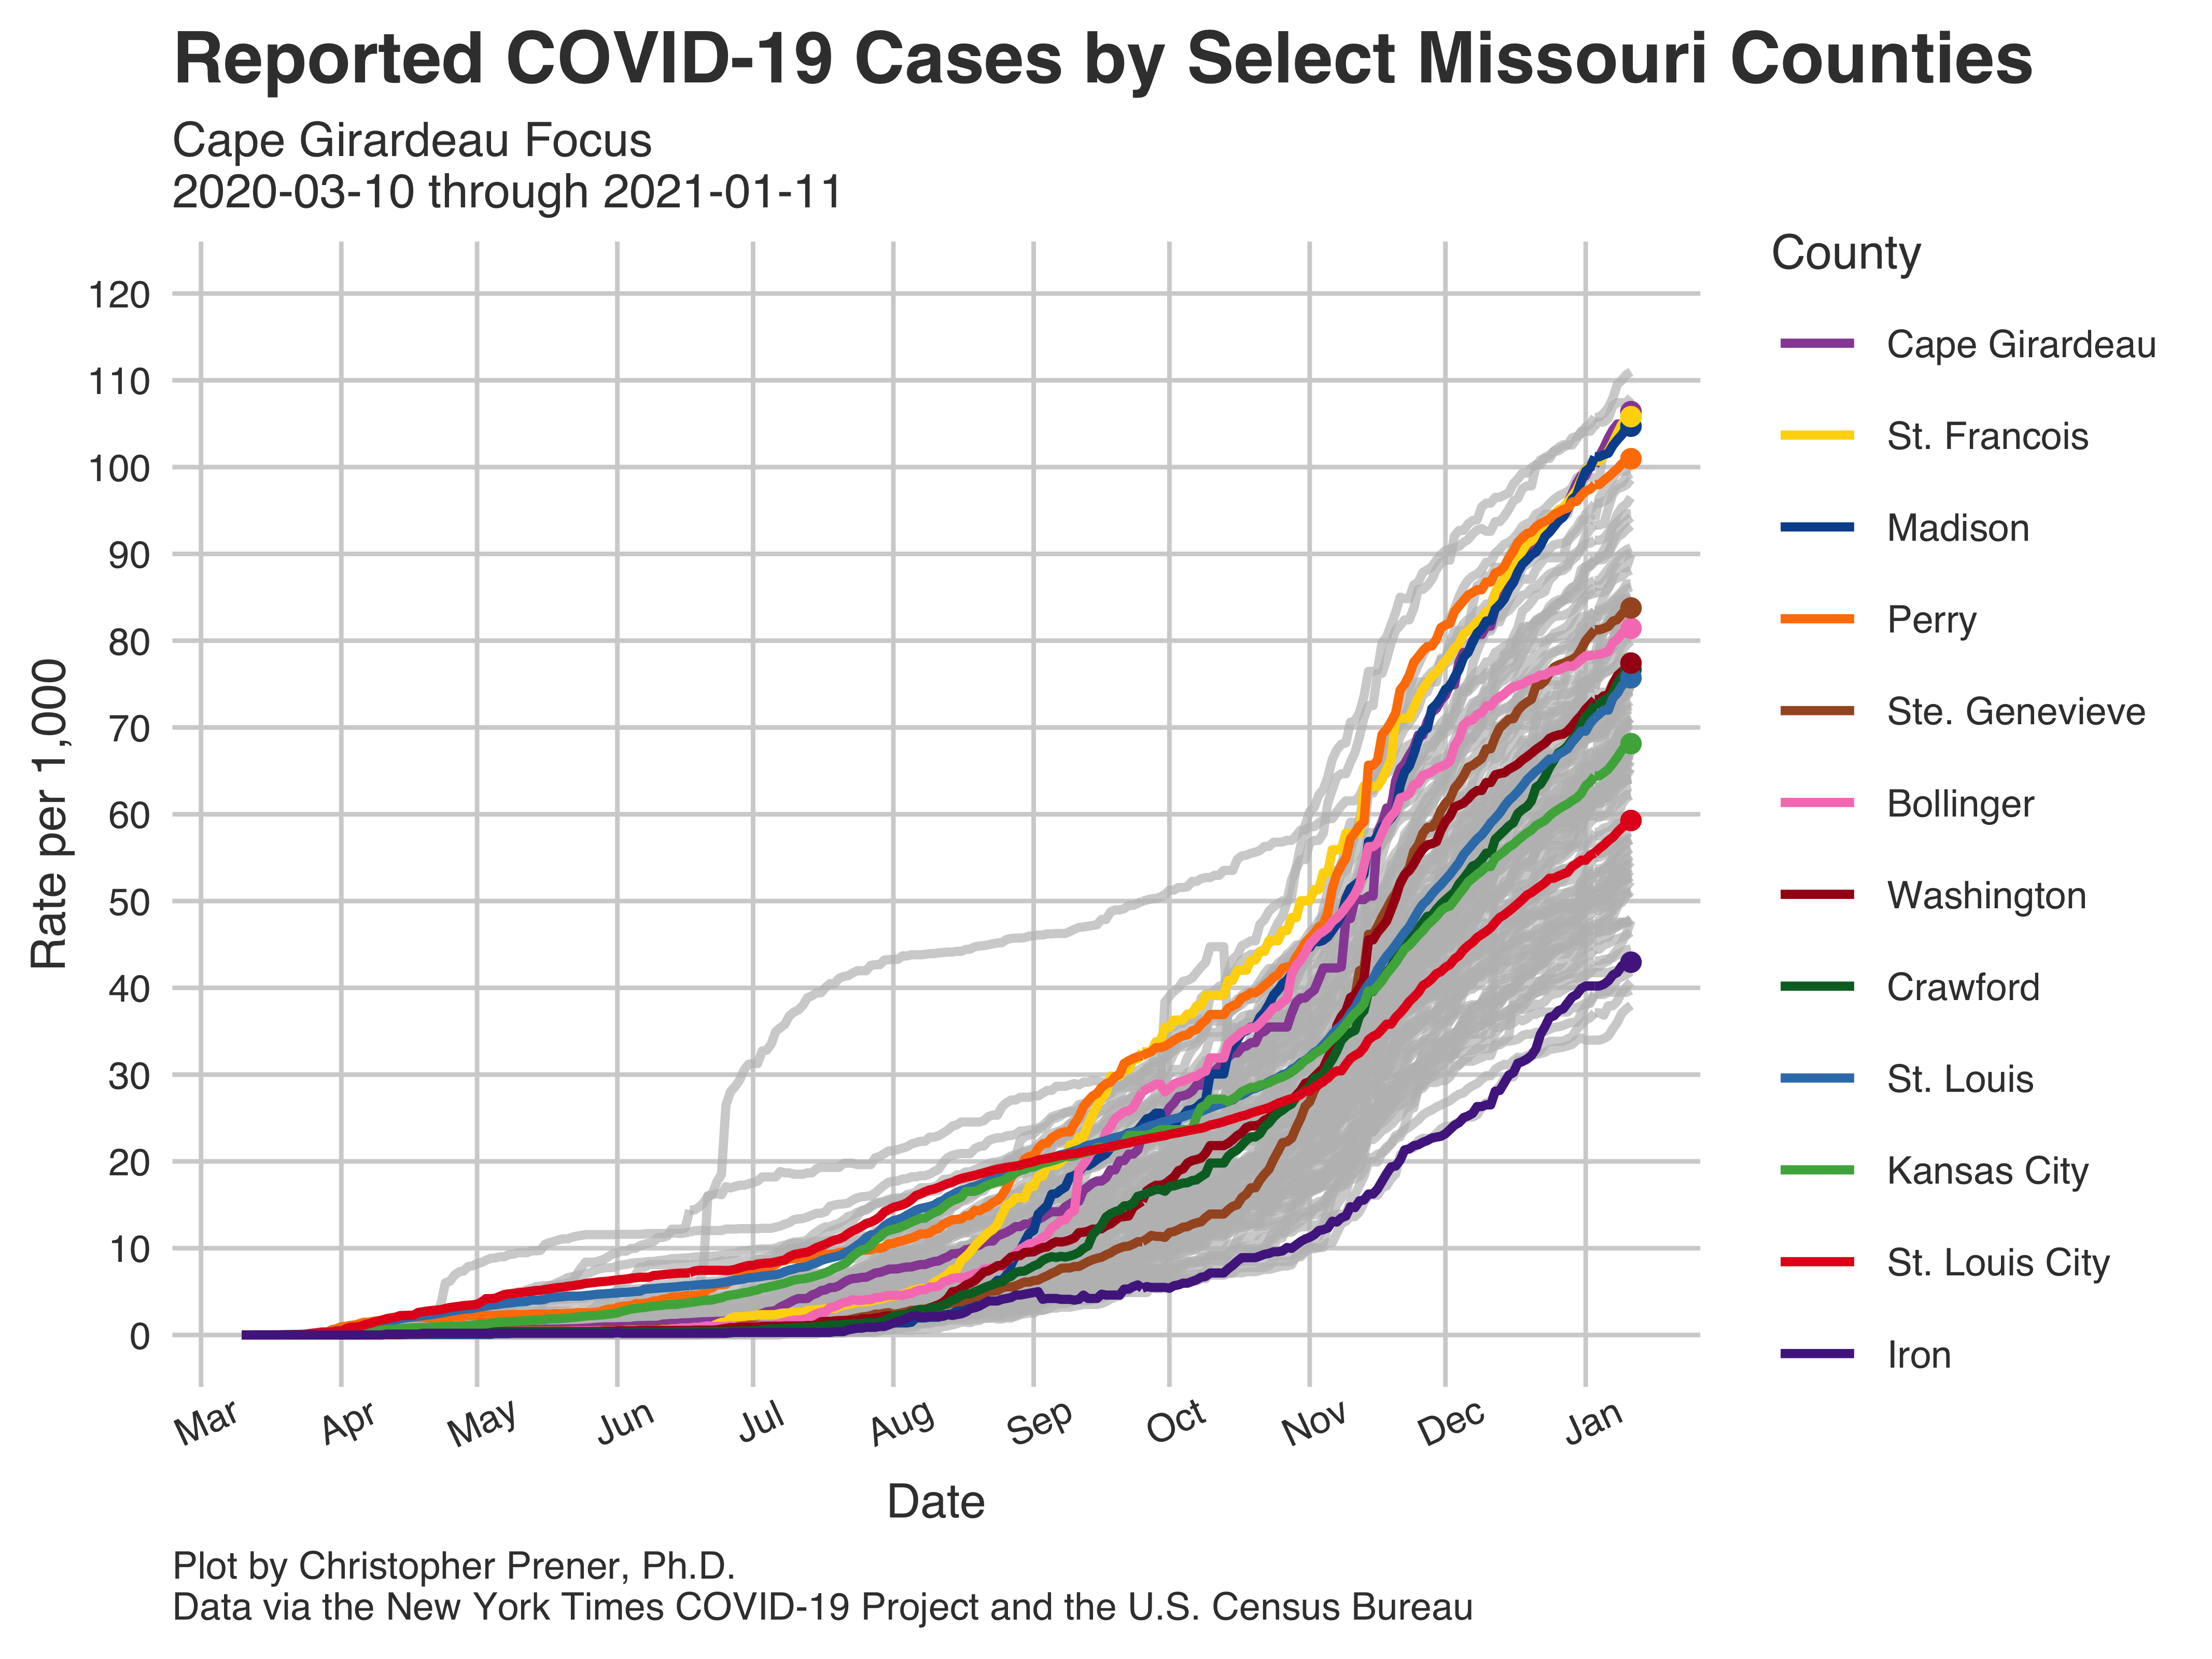 Reported COVID-19 Cases by Select Missouri Counties
Cape Girardeau Focus
2020-03-10 through 2021-01-11
County
Cape Girardeau
St. Francois
Madison
Perry
Ste. Genevieve
Bollinger
Washington
Crawford
St. Louis
Kansas City
St. Louis City
Iron
Rate per 1,000
120
110
100
90
80
70
60
50
40
30
20
10
0
Mar Apr May Jun Jul Aug Sep Oct Nov Dec Jan
Date
Plot by Christopher Prener, Ph.D.
Data via the New York Times COVID-19 Project and the U.S. Census Bureau